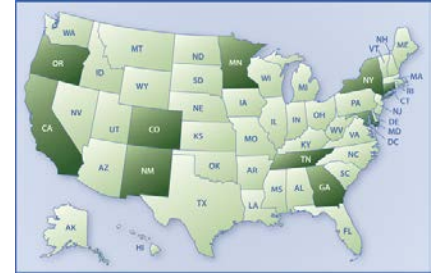 WA
OR
CA
NV
ID
MT
WY
UT
AZ
CO
NM
ND
SD
NE
KS
OK
TX
MN
IA
MO
AR
LA
WI
IL
MI
IN
OH
KY
TN
MS
AL
GA
FL
SC
NC
VA
WV
PA
NY
VT
NH
ME
MA
RI
CT
NJ
DE
MD
DC
AK
HI